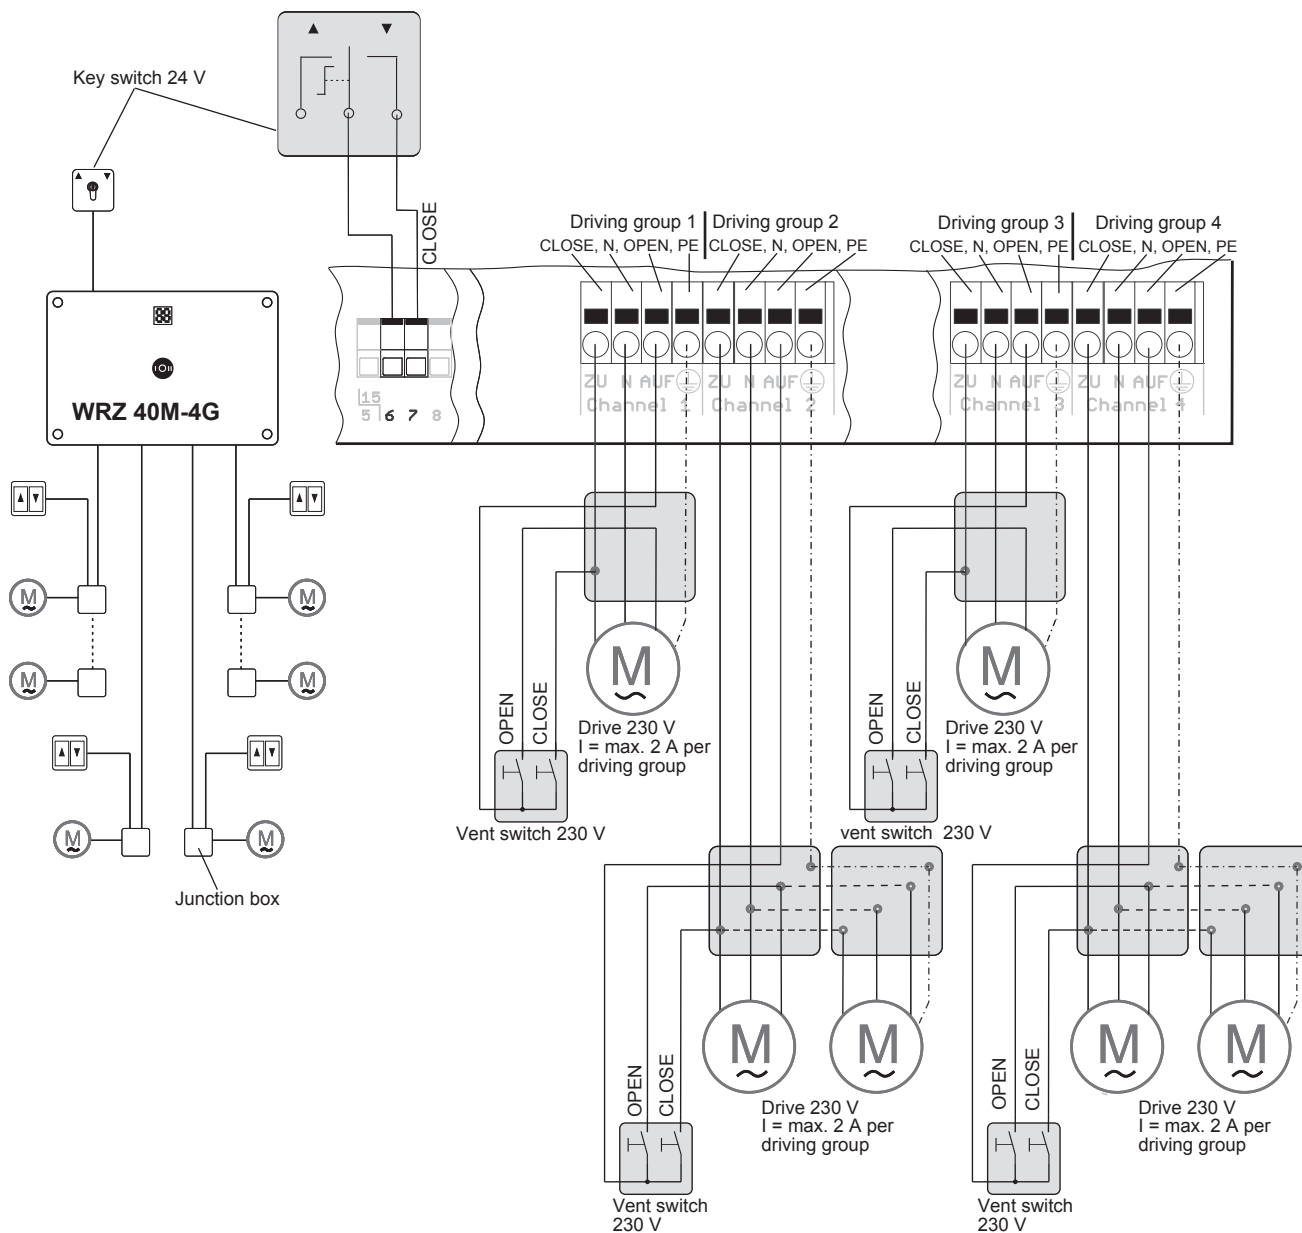 Key switch 24 V
WRZ 40M-4G
M
M
M
M
M
M
Junction box
CLOSE
Driving group 1
Driving group 2
CLOSE, N, OPEN, PE
CLOSE, N, OPEN, PE
Driving group 3
Driving group 4
CLOSE, N, OPEN, PE
CLOSE, N, OPEN, PE
15
5 6 7 8
ZU N AUF
Channel 1
ZU N AUF
Channel 2
ZU N AUF
Channel 3
ZU N AUF
Channel 4
M
OPEN
CLOSE
Drive 230 V
I = max. 2 A per
driving group
Vent switch 230 V
M
OPEN
CLOSE
Drive 230 V
I = max. 2 A per
driving group
vent switch 230 V
M
M
OPEN
CLOSE
Drive 230 V
I = max. 2 A per
driving group
Vent switch
230 V
M
M
OPEN
CLOSE
Drive 230 V
I = max. 2 A per
driving group
Vent switch
230 V